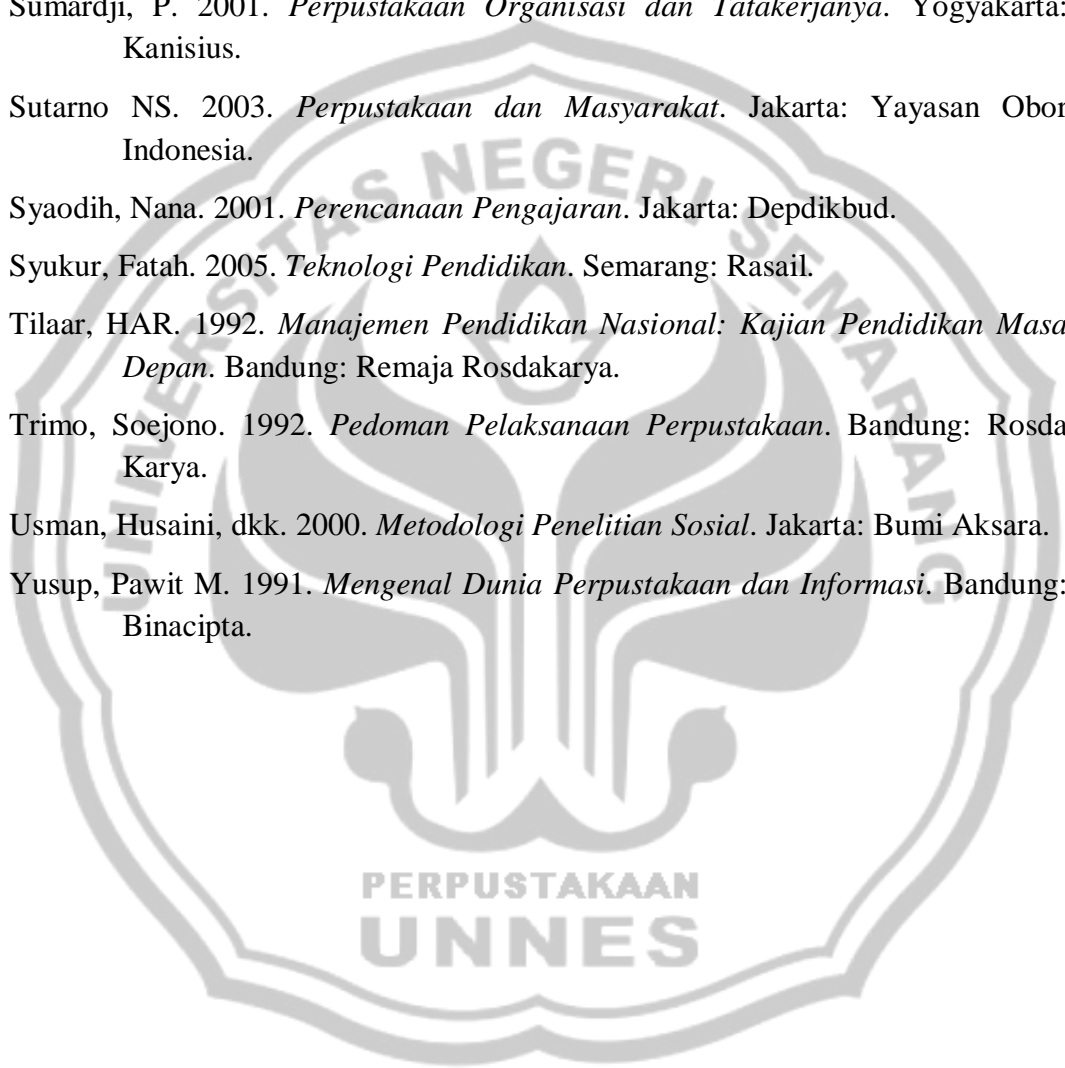 Sumardji, P. 2001. Perpustakaan Organisasi dan Tatakerjanya. Yogyakarta:
Kanisius.
Sutarno NS. 2003. Perpustakaan dan Masyarakat. Jakarta: Yayasan Obor
Indonesia.
Syaodih, Nana. 2001. Perencanaan Pengajaran. Jakarta: Depdikbud.
Syukur, Fatah. 2005. Teknologi Pendidikan. Semarang: Rasail.
Tilaar, HAR. 1992. Manajemen Pendidikan Nasional: Kajian Pendidikan Masa
Depan. Bandung: Remaja Rosdakarya.
Trimo, Soejono. 1992. Pedoman Pelaksanaan Perpustakaan. Bandung: Rosda
Karya.
Usman, Husaini, dkk. 2000. Metodologi Penelitian Sosial. Jakarta: Bumi Aksara.
Yusup, Pawit M. 1991. Mengenal Dunia Perpustakaan dan Informasi. Bandung:
Binacipta.
UNIVERSITAS NEGERI SEMARANG
PERPUSTAKAAN
UNNES